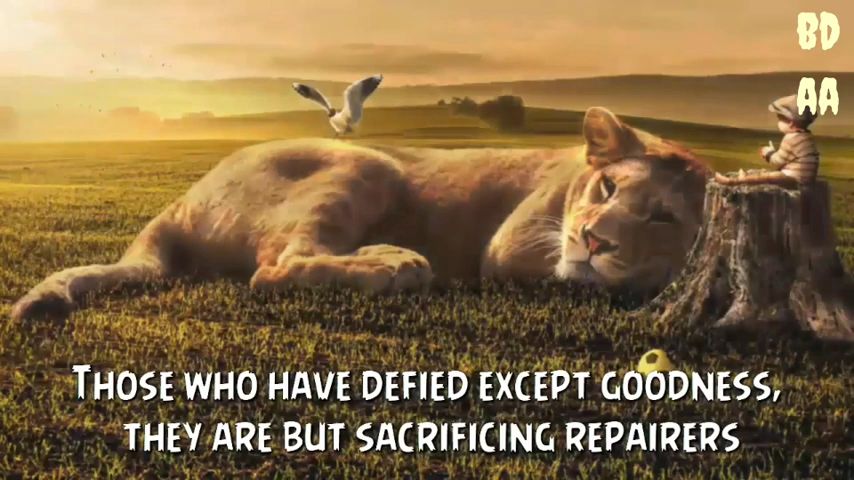 BD
AA
Those who have defied except goodness,
they are but sacrificing repairers